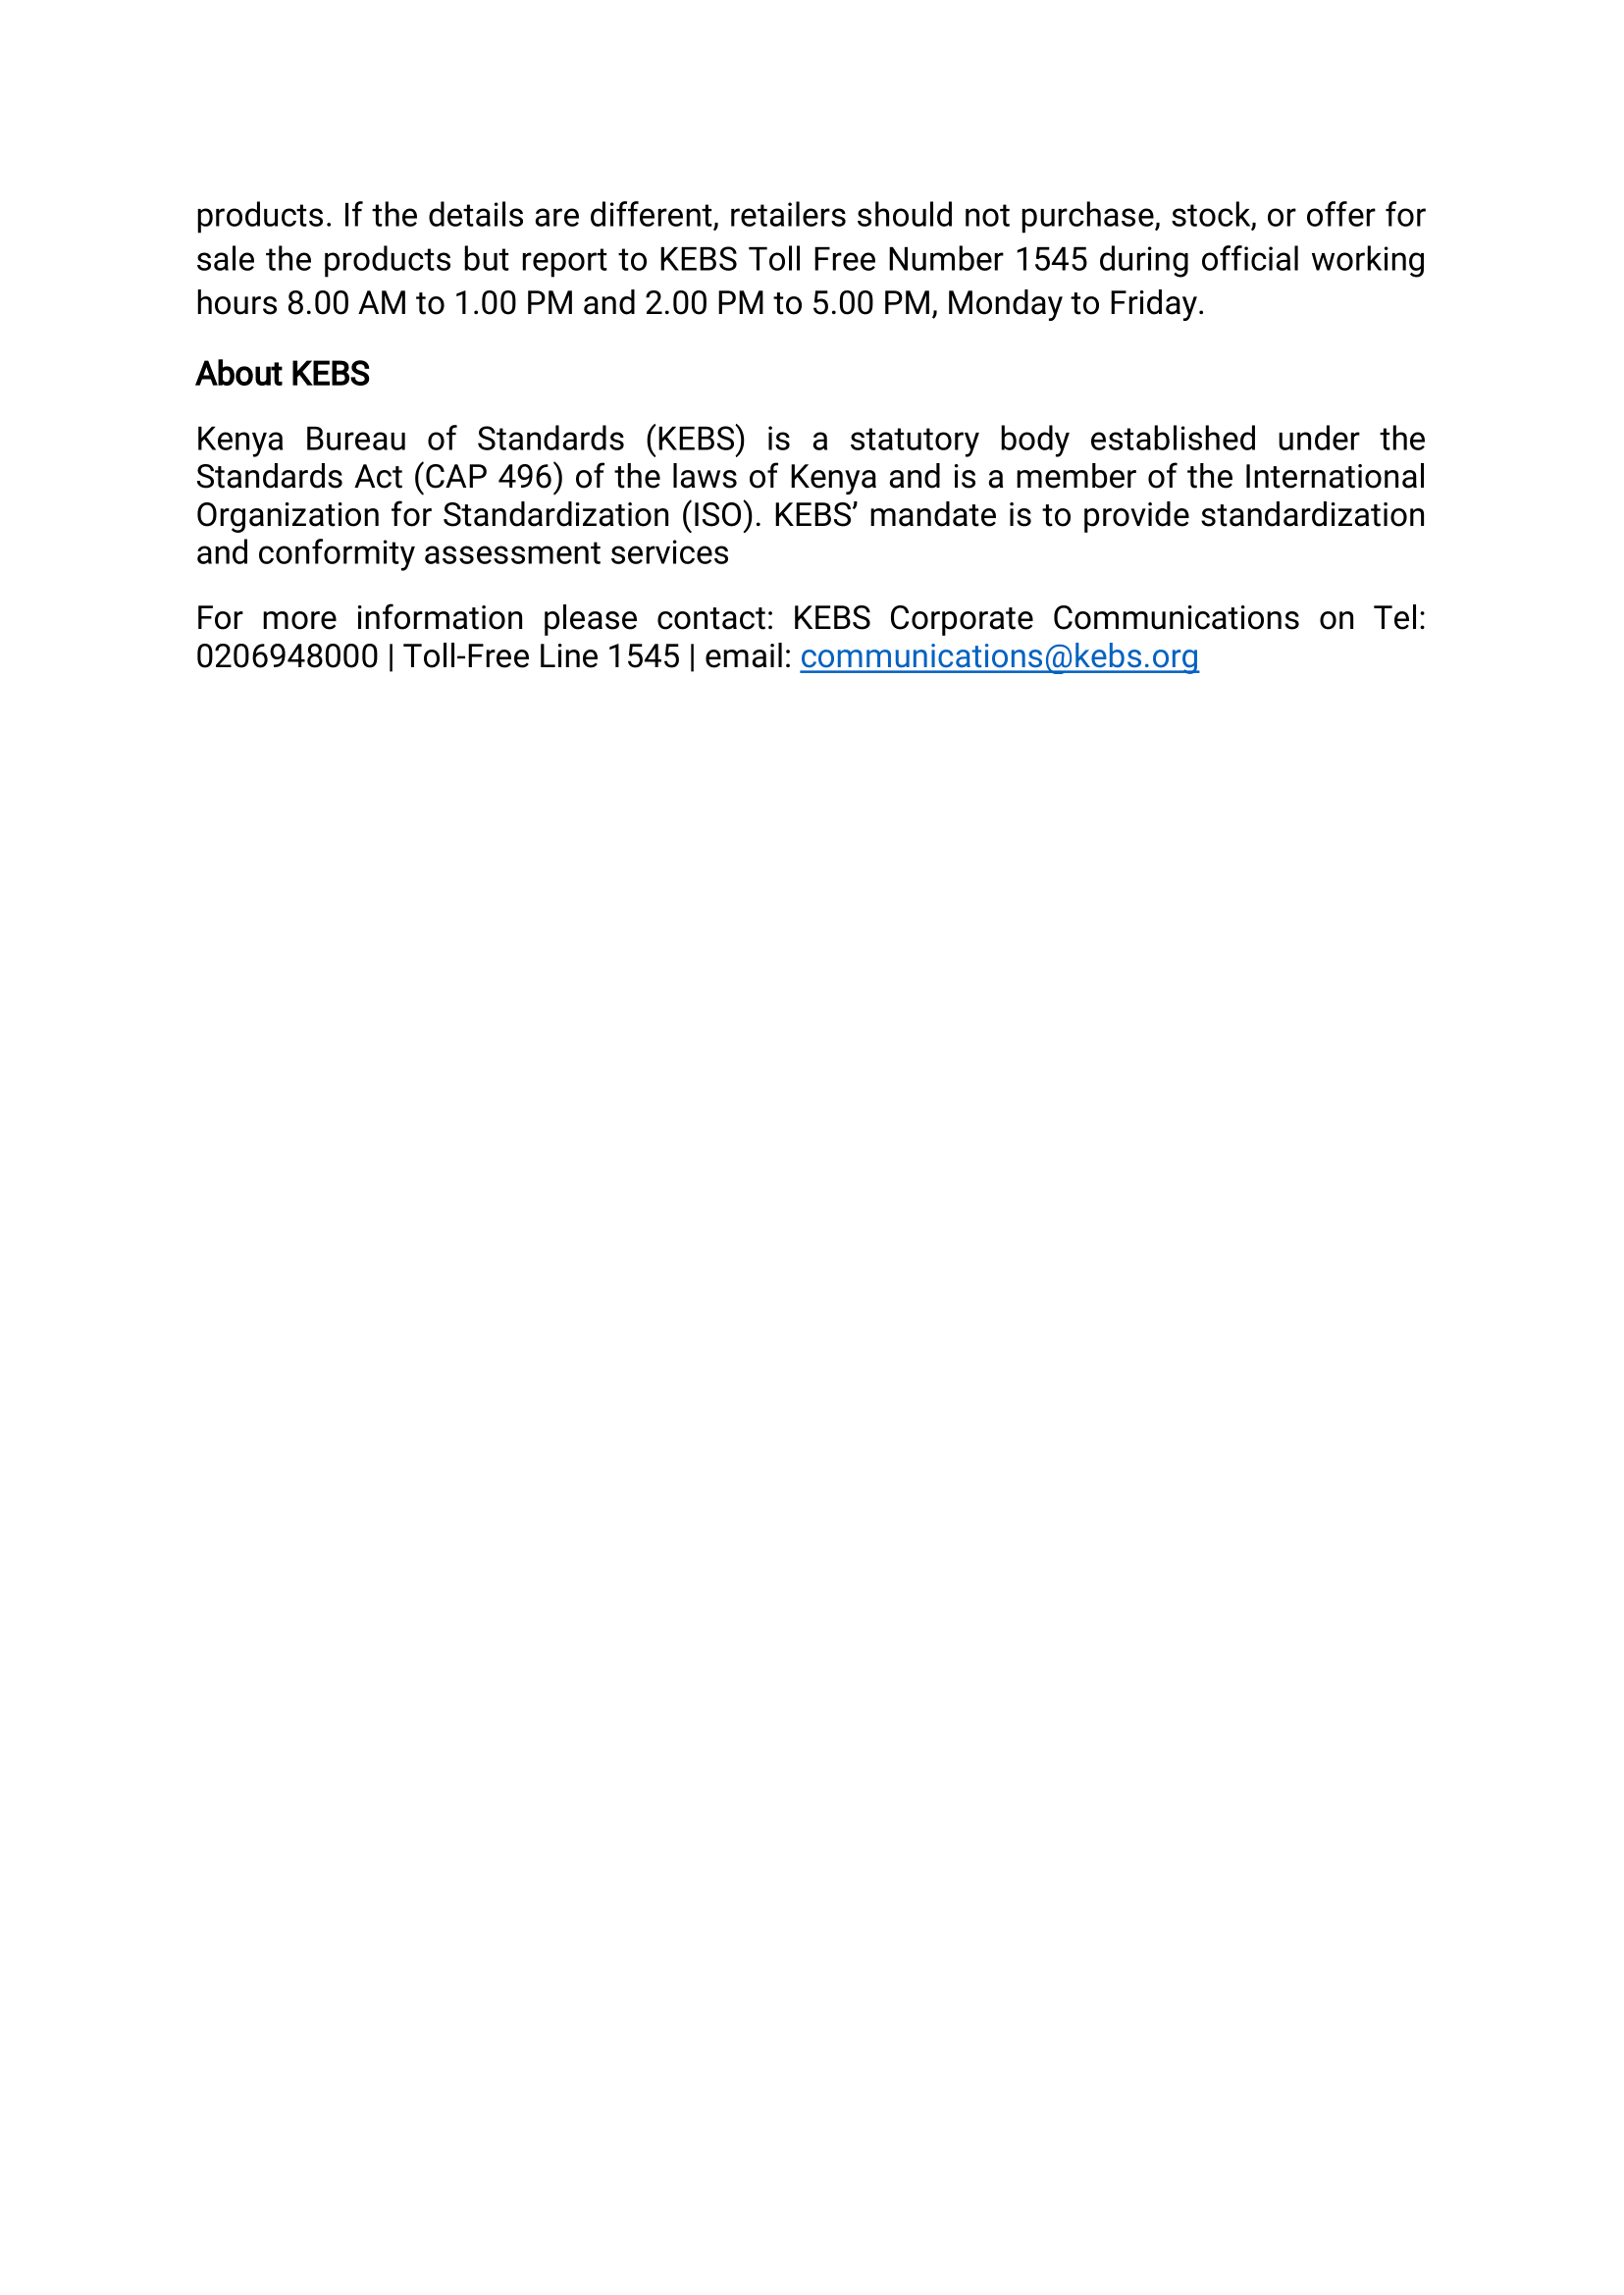 products. If the details are different, retailers should not purchase, stock, or offer for
sale the products but report to KEBS Toll Free Number 1545 during official working
hours 8.00 AM to 1.00 PM and 2.00 PM to 5.00 PM, Monday to Friday.
About KEBS
Kenya Bureau of Standards (KEBS) is a statutory body established under the
Standards Act (CAP 496) of the laws of Kenya and is a member of the International
Organization for Standardization (ISO). KEBS’ mandate is to provide standardization
and conformity assessment services
For more information please contact: KEBS Corporate Communications on Tel:
0206948000 | Toll-Free Line 1545 | email: communications@kebs.org